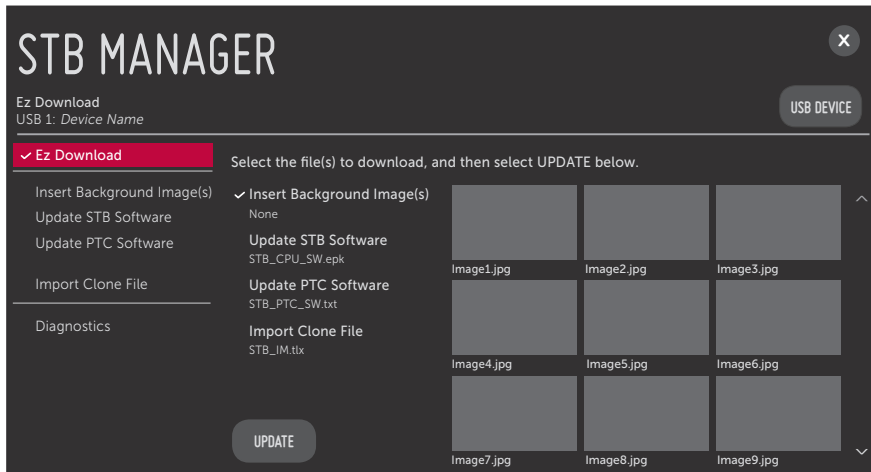 STB MANAGER
X
Ez Download
USB 1: Device Name
USB DEVICE
Ez Download
Insert Background Image(s)
Update STB Software
Update PTC Software
Import Clone File
Diagnostics
Select the file(s) to download, and then select UPDATE below.
Insert Background Image(s)
None
Update STB Software
STB_CPU_SW.epk
Update PTC Software
STB_PTC_SW.txt
Import Clone File
STB_IM.tlx
UPDATE
Image1.jpg
Image2.jpg
Image3.jpg
Image4.jpg
Image5.jpg
Image6.jpg
Image7.jpg
Image8.jpg
Image9.jpg